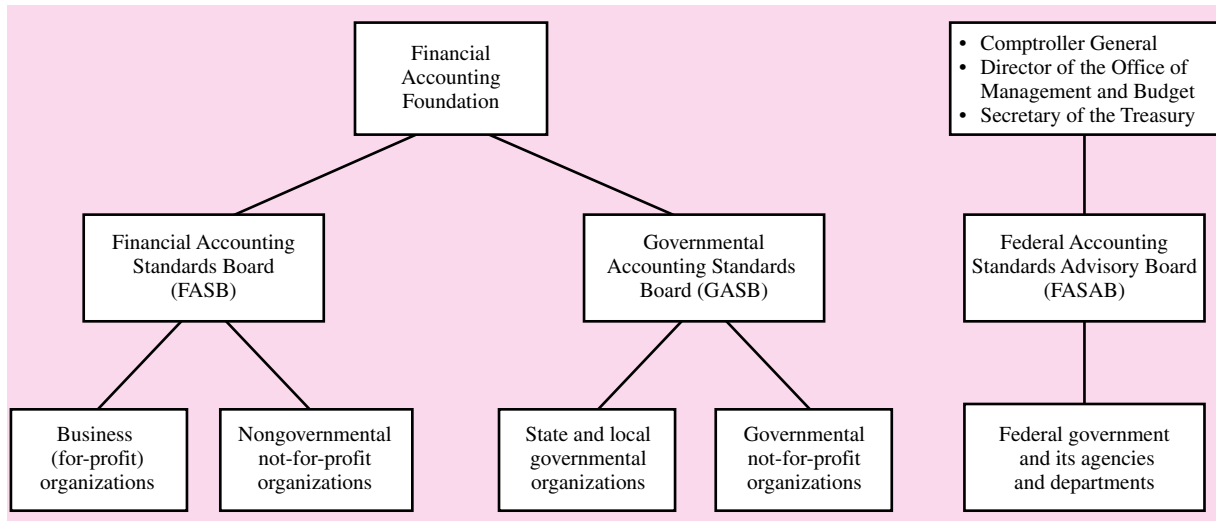 Financial
Accounting
Foundation
• Comptroller General
• Director of the Office of
Management and Budget
• Secretary of the Treasury
Financial Accounting
Standards Board
(FASB)
Governmental
Accounting Standards
Board (GASB)
Federal Accounting
Standards Advisory Board
(FASAB)
Business
(for-profit)
organizations
Nongovernmental
not-for-profit
organizations
State and local
governmental
organizations
Governmental
not-for-profit
organizations
Federal government
and its agencies
and departments